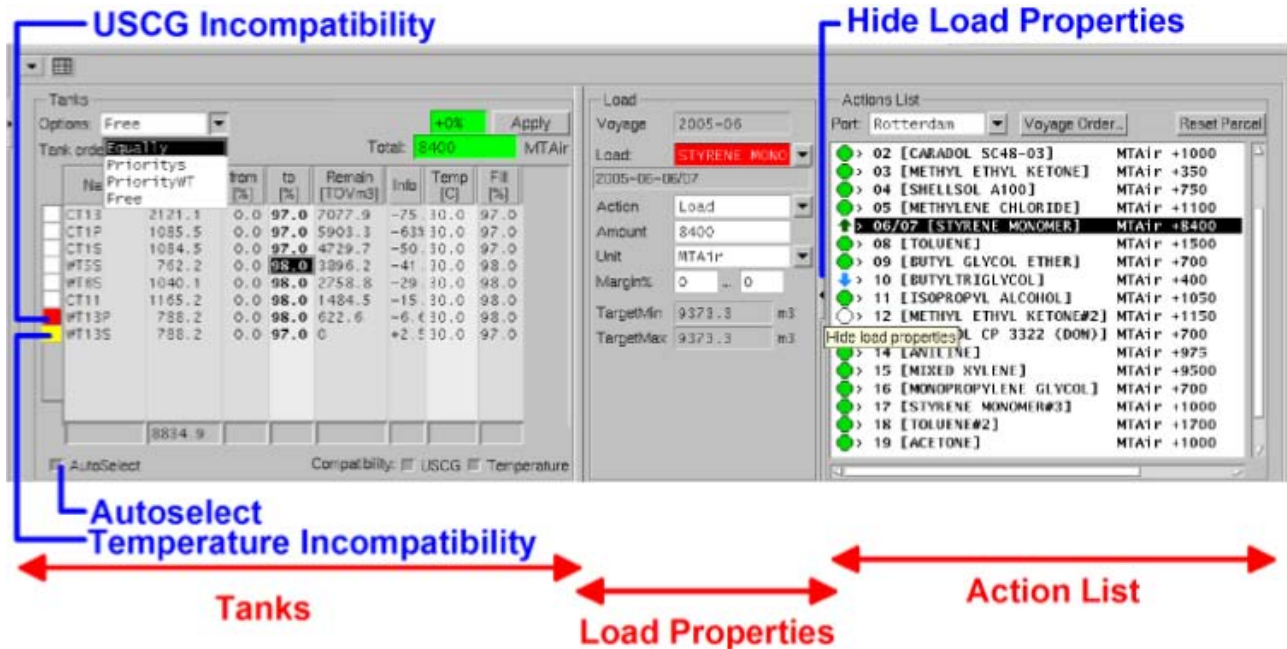 USCG Incompatibility
Hide Load Properties
Tanks
Options: Free
+0%
Apply
Tank orde
Equally
Prioritys
PriorityWT
Free
Total: 8400 MTAir
Na from [%] to [%] Remain [TOVm3] Info Temp [C] Fill [%]
2121.1 0.0 97.0 7077.9 -75. 30.0 97.0
CT1P 1085.5 0.0 97.0 5903.3 30.0 97.0
CT1S 1084.5 0.0 97.0 4729.7 -50. 30.0 97.0
WT5S 762.2 0.0 98.0 3896.2 -41. 30.0 98.0
1040.1 0.0 98.0 2758.8 -29. 30.0 98.0
CT11 1165.2 0.0 98.0 1484.5 -15. 30.0 98.0
WT13P 788.2 0.0 98.0 622.6 30.0 98.0
WT13S 788.2 0.0 97.0 0 30.0 97.0
8834.9
AutoSelect
Compatibility: USCG Temperature
Load
Voyage 2005-06
Load: STYRENE MONO
2005-06-06/07
Action Load
Amount 8400
Unit MTAir
Margin% 0 .. 0
TargetMin 9373.3 m3
TargetMax 9373.3 m3
Actions List
Port: Rotterdam
Voyage Order..
Reset Parcel
02 [CARADOL SC48-03] MTAir +1000
03 [METHYL ETHYL KETONE] MTAir +350
04 [SHELLSOL A100] MTAir +750
05 [METHYLENE CHLORIDE] MTAir +1100
06/07 [STYRENE MONOMER] MTAir +8400
08 [TOLUENE] MTAir +1500
09 [BUTYL GLYCOL ETHER] MTAir +700
10 [BUTYLTRIGLYCOL] MTAir +400
11 [ISOPROPYL ALCOHOL] MTAir +1050
12 [METHYL ETHYL KETONE#2] MTAir +1150
Hide load properties
OL CP 3322 (DOW)] MTAir +700
14 [ANILINE] MTAir +975
15 [MIXED XYLENE] MTAir +9500
16 [MONOPROPYLENE GLYCOL] MTAir +700
17 [STYRENE MONOMER#3] MTAir +1000
18 [TOLUENE#2] MTAir +1700
19 [ACETONE] MTAir +1000
Autoselect
Temperature Incompatibility
Tanks
Load Properties
Action List